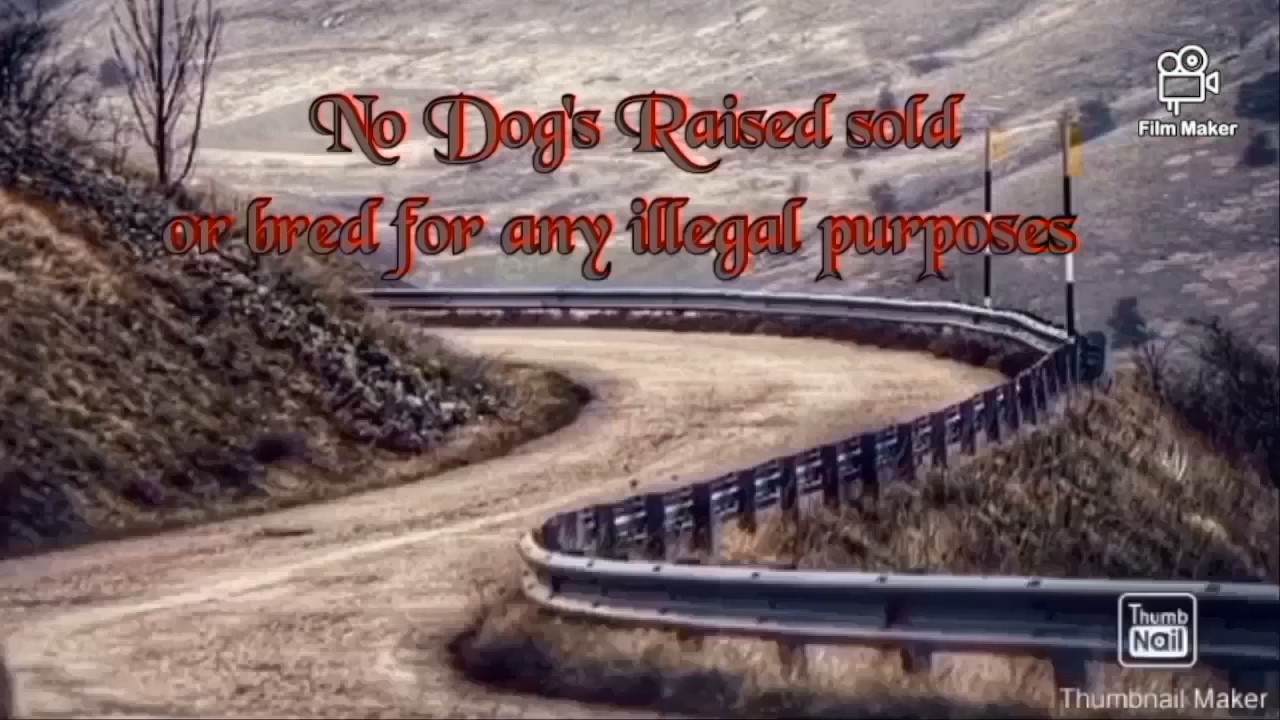 Film Maker
No Dog's Raised sold
or bred for any illegal purposes
Thumb
Nail
Thumbnail Maker